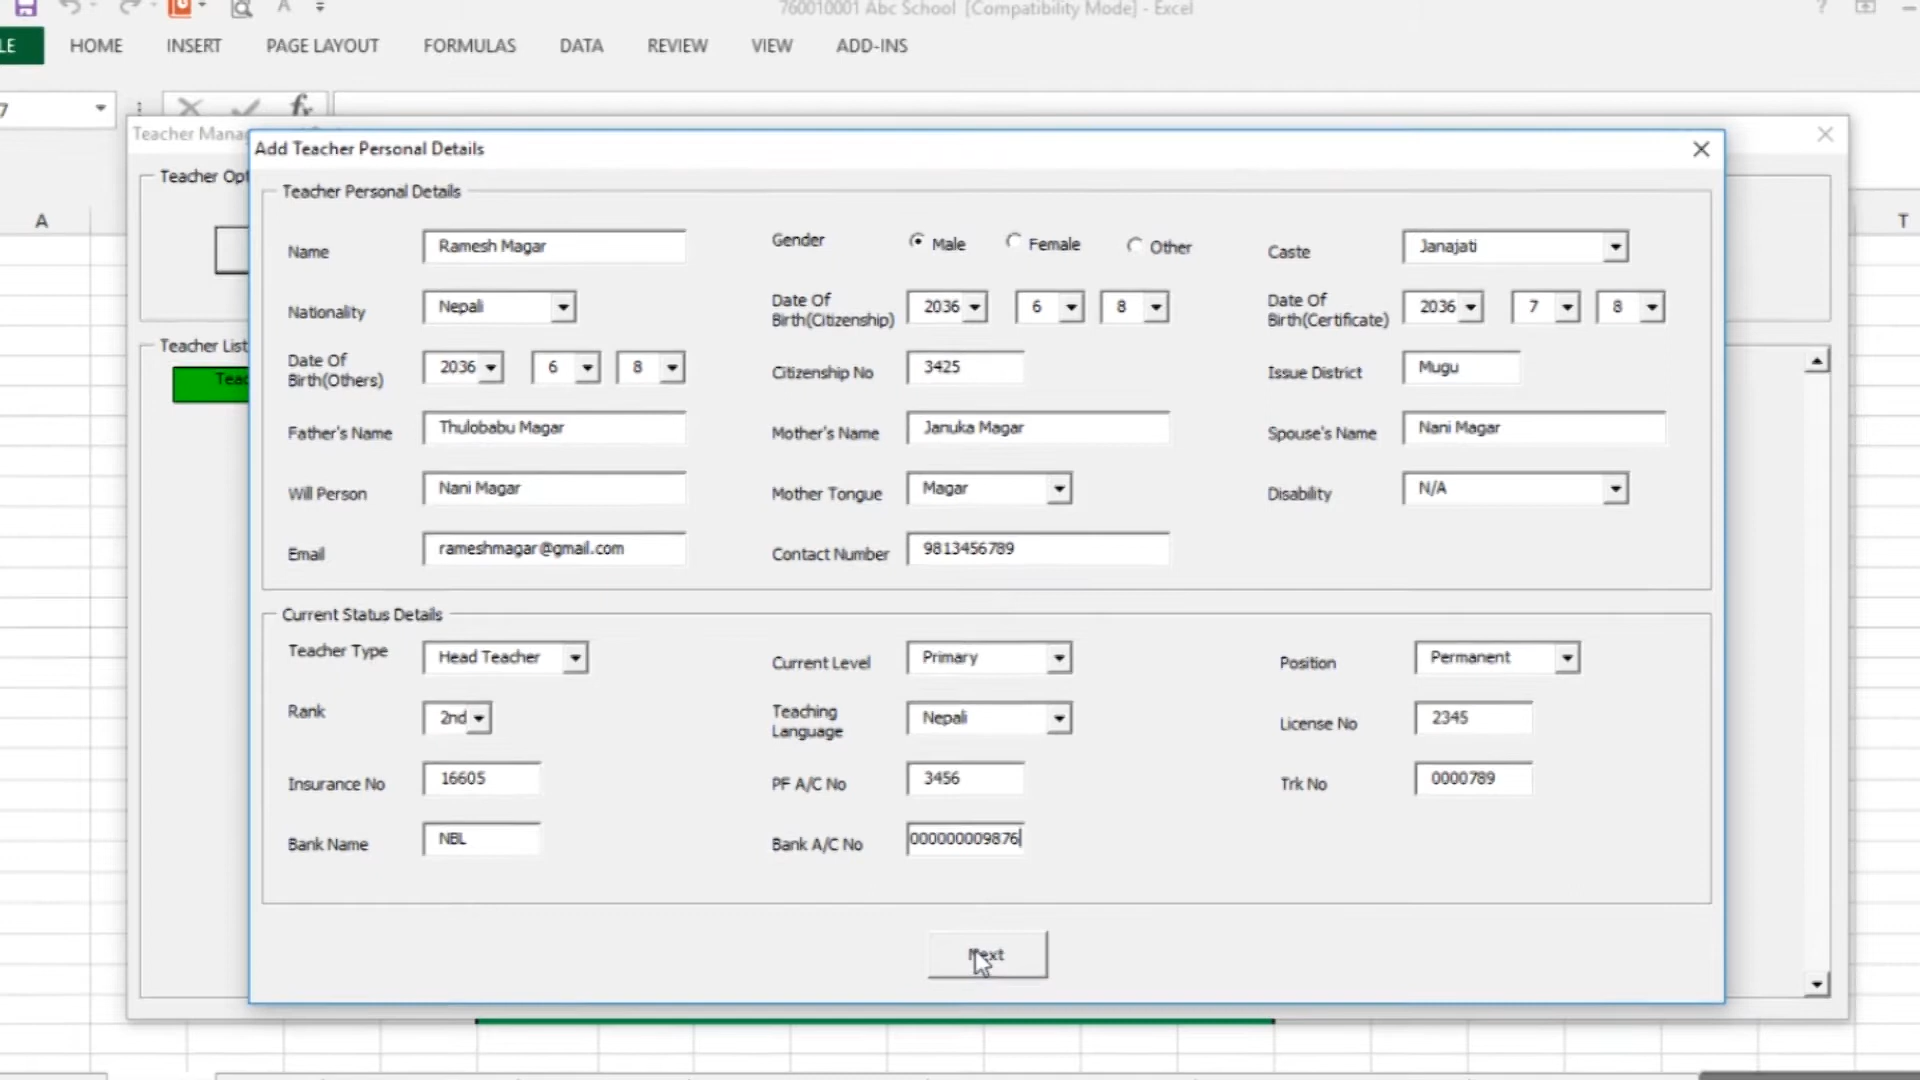 760010001 Abc School [Compatibility Mode] - Excel
HOME INSERT PAGE LAYOUT FORMULAS DATA REVIEW VIEW ADD-INS
fx
Add Teacher Personal Details
Teacher
Teacher Personal Details
A T
Name Ramesh Magar Gender Male Female Other Caste Janajati
Nationality Nepali Date Of Birth(Citizenship) 2036 6 8 Date Of Birth(Certificate) 2036 7 8
Teacher List
Date Of Birth(Others) 2036 6 8 Citizenship No 3425 Issue District Mugu
Father's Name Thulobabu Magar Mother's Name Januka Magar Spouse's Name Nani Magar
Will Person Nani Magar Mother Tongue Magar Disability N/A
Email rameshmagar@gmail.com Contact Number 9813456789
Current Status Details
Teacher Type Head Teacher Current Level Primary Position Permanent
Rank 2nd Teaching Language Nepali License No 2345
Insurance No 16605 PF A/C No 3456 Trk No 0000789
Bank Name NBL Bank A/C No 000000009876
Next